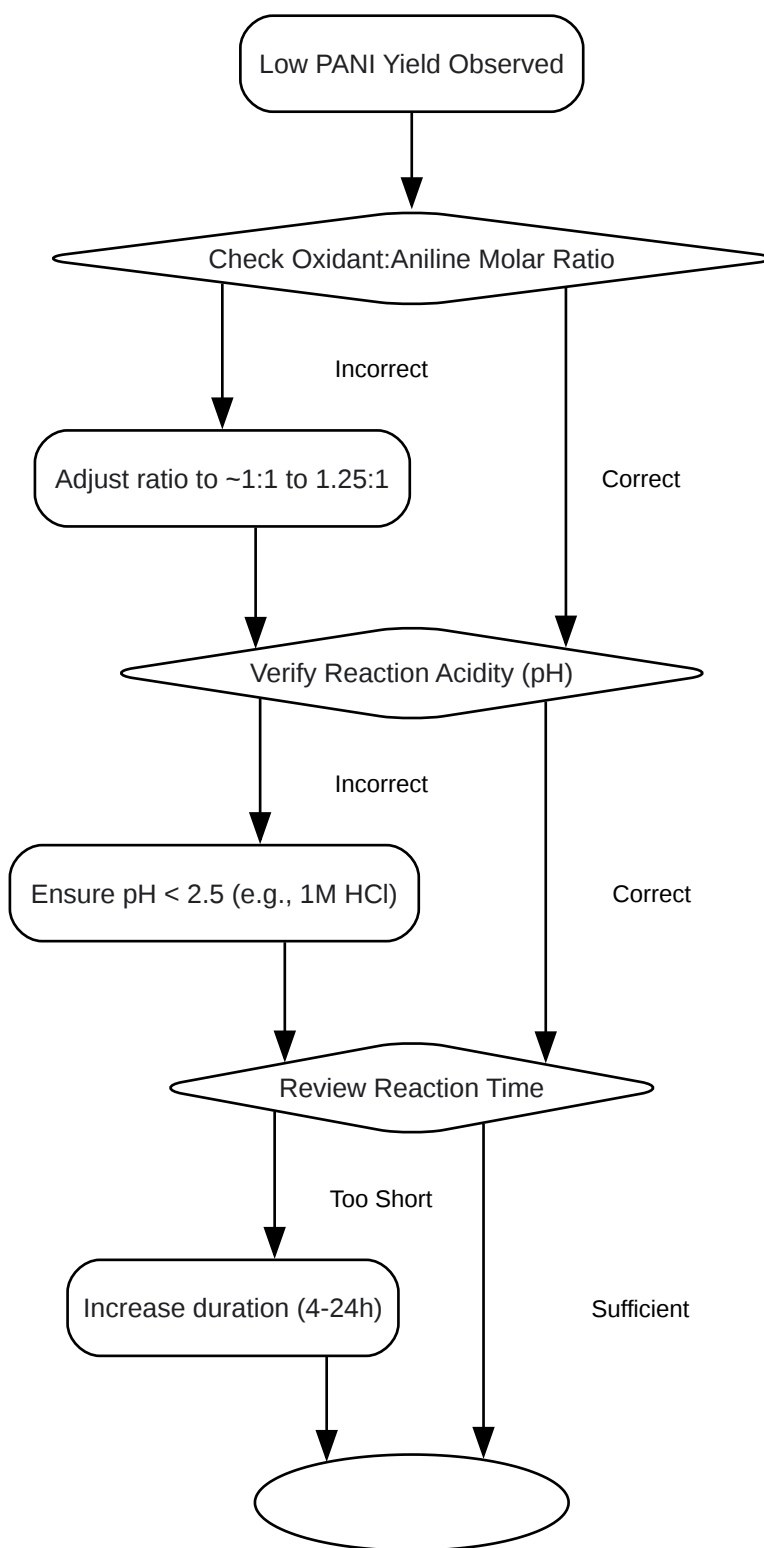 Low PANI Yield Observed
Check Oxidant:Aniline Molar Ratio
Incorrect
Adjust ratio to ~1:1 to 1.25:1
Correct
Verify Reaction Acidity (pH)
Incorrect
Ensure pH < 2.5 (e.g., 1M HCl)
Correct
Review Reaction Time
Too Short
Increase duration (4-24h)
Sufficient